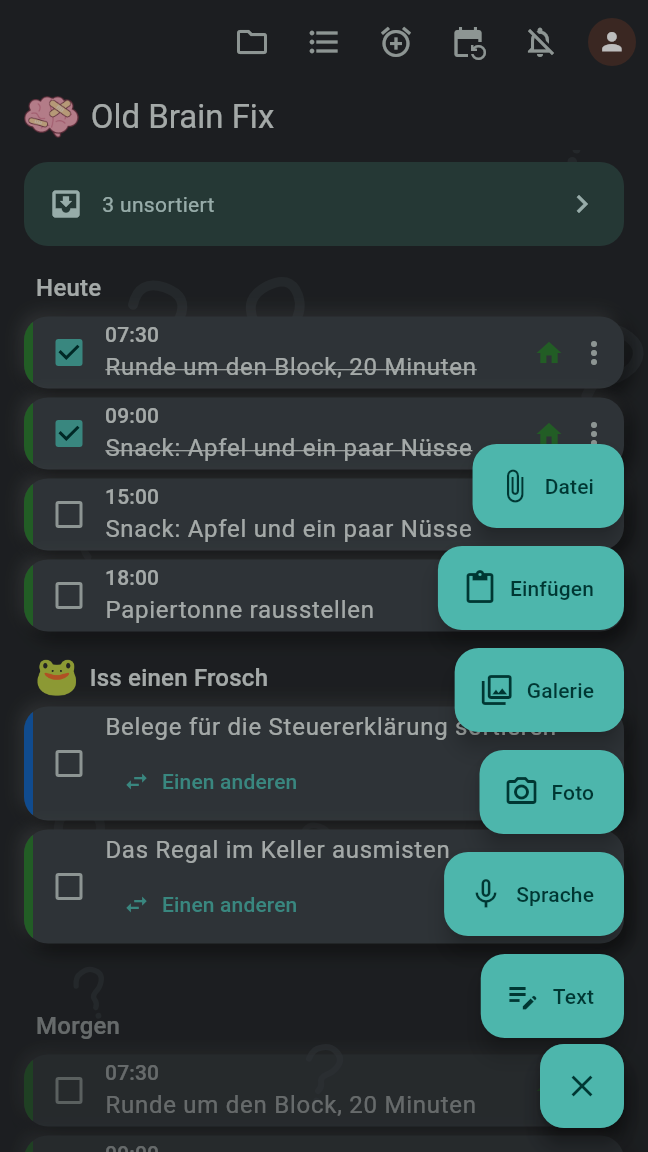 Old Brain Fix
3 unsortiert
Heute
07:30
Runde um den Block, 20 Minuten
09:00
Snack: Apfel und ein paar Nüsse
Datei
15:00
Snack: Apfel und ein paar Nüsse
18:00
Papiertonne rausstellen
Einfügen
Iss einen Frosch
Galerie
Belege für die Steuererklärung sortieren
Einen anderen
Foto
Das Regal im Keller ausmisten
Einen anderen
Sprache
Text
Morgen
07:30
Runde um den Block, 20 Minuten